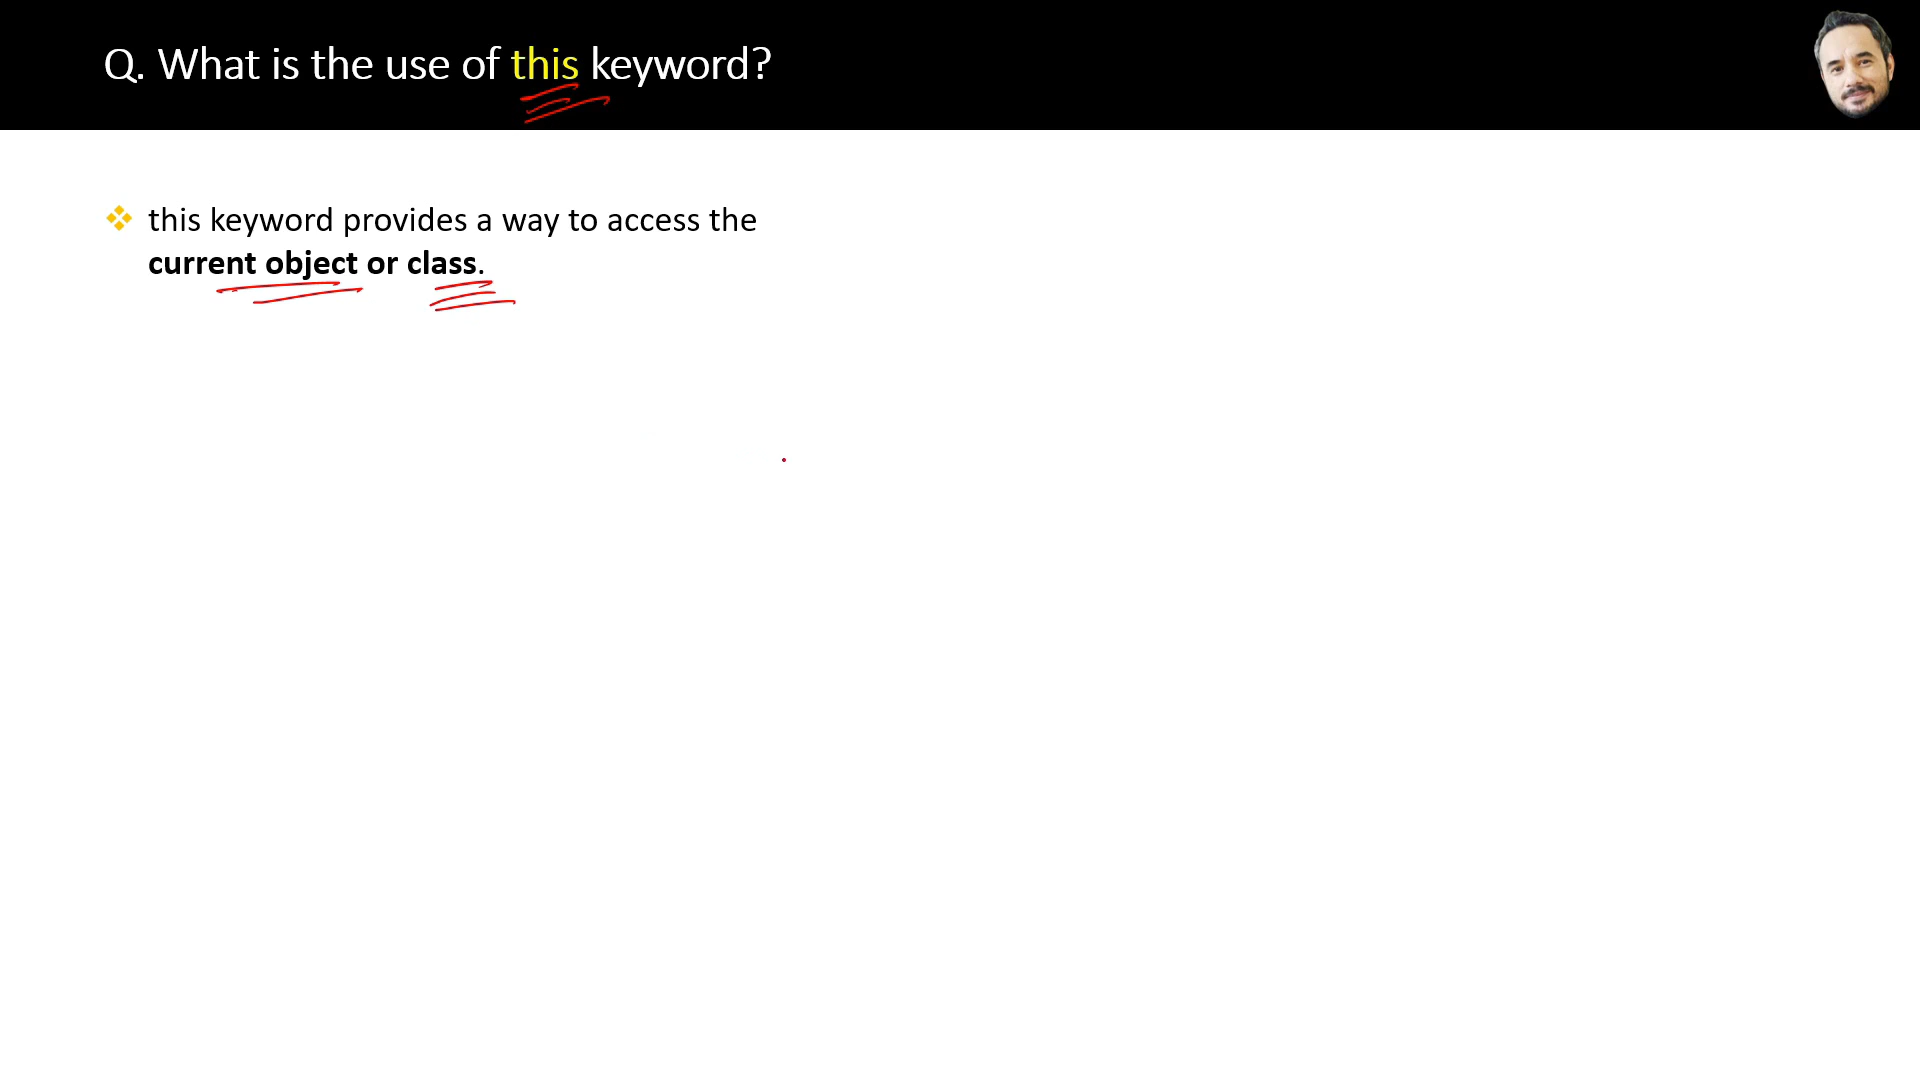 Q. What is the use of this keyword?
this keyword provides a way to access the
current object or class.